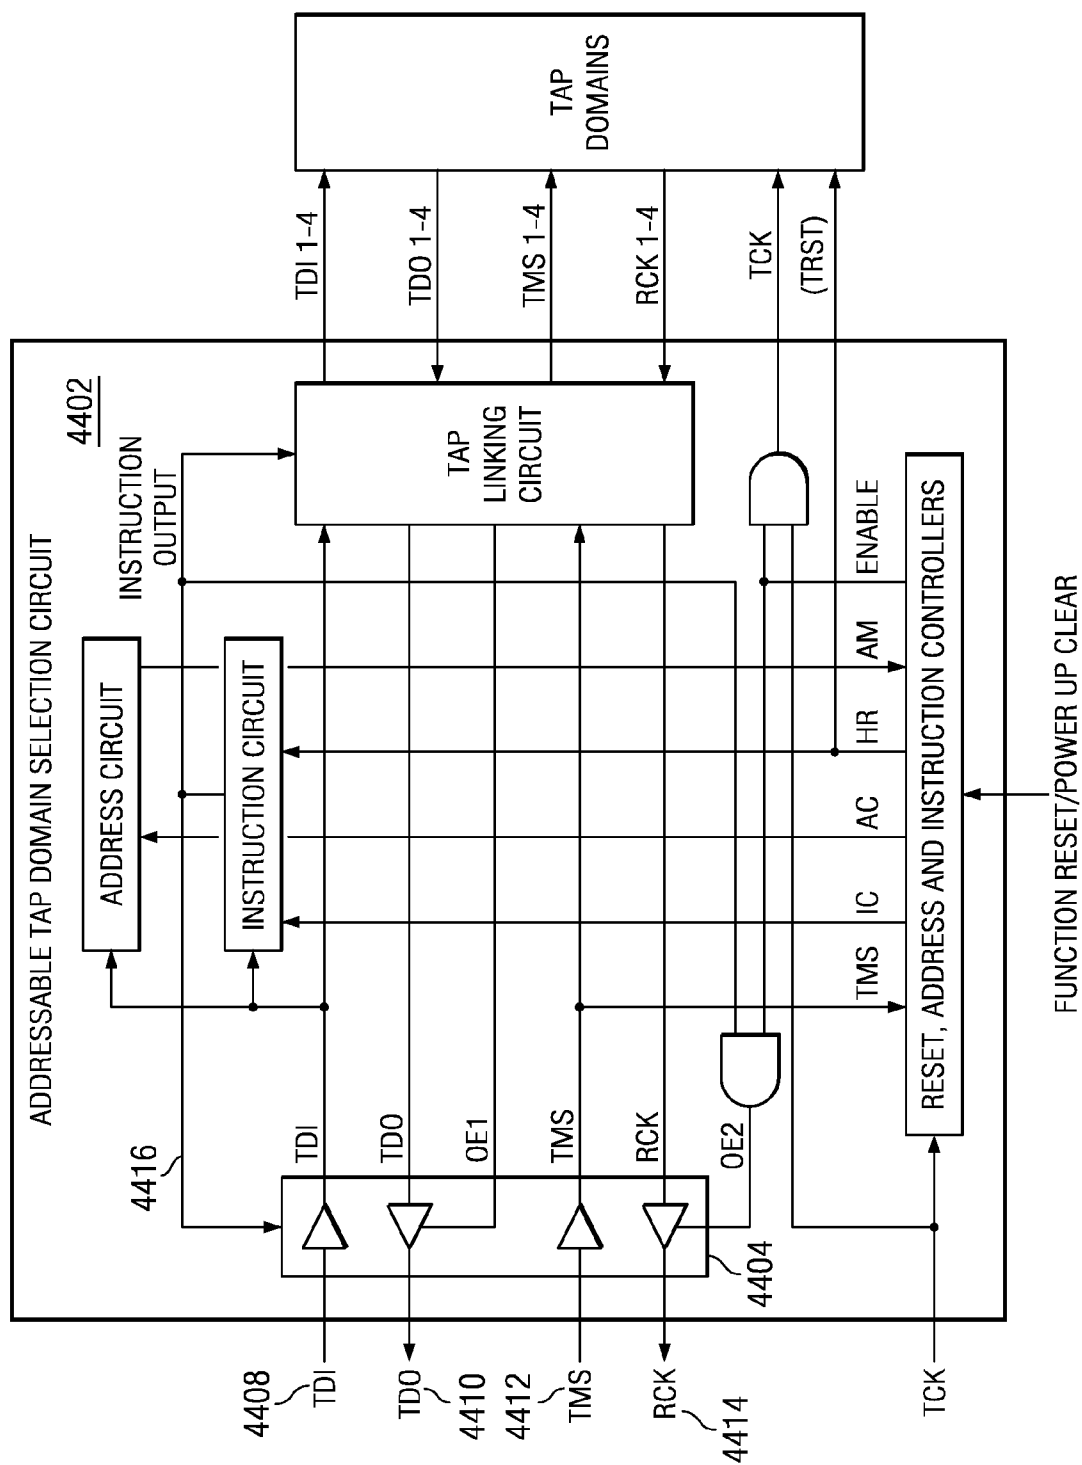 ADDRESSABLE TAP DOMAIN SELECTION CIRCUIT
4402
4416
INSTRUCTION
OUTPUT
ADDRESS CIRCUIT
INSTRUCTION CIRCUIT
4408
TDI
TDI
TDI 1-4
TDO
4410
TDO
TDO 1-4
OE1
TAP
LINKING
CIRCUIT
TAP
DOMAINS
4412
TMS
TMS
TMS 1-4
RCK
4414
RCK
RCK 1-4
4404
OE2
TCK
(TRST)
TMS
IC
AC
HR
AM
ENABLE
TCK
RESET, ADDRESS AND INSTRUCTION CONTROLLERS
FUNCTION RESET/POWER UP CLEAR